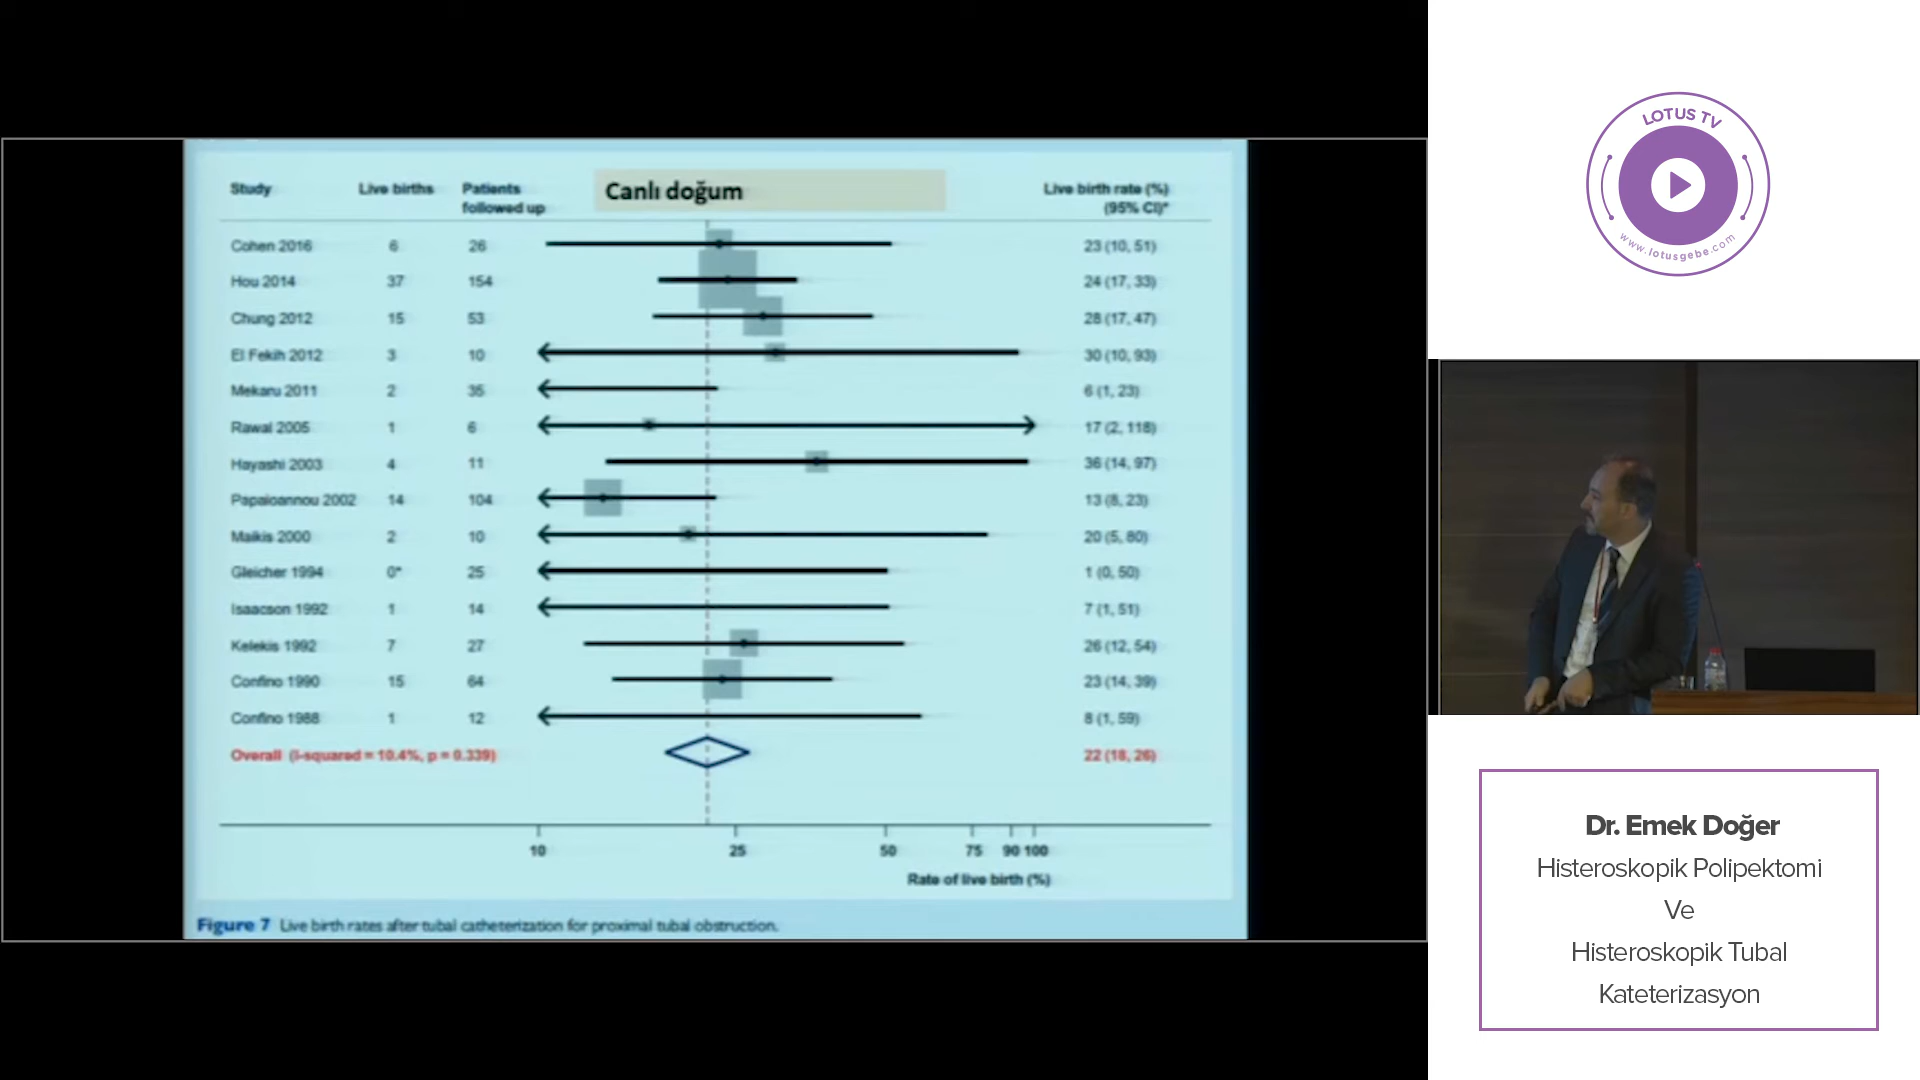 Study Live births Patients followed up Canlı doğum Live birth rate (%) (95% CI)*
Cohen 2016 6 26 23 (10, 51)
Hou 2014 37 154 24 (17, 33)
Chung 2012 15 53 28 (17, 47)
El Fekih 2012 3 10 30 (10, 93)
Mekaru 2011 2 35 6 (1, 23)
Rawal 2005 1 6 17 (2, 118)
Hayashi 2003 4 11 36 (14, 97)
Papaioannou 2002 14 104 13 (8, 23)
Maikis 2000 2 10 20 (5, 80)
Gleicher 1994 0* 25 1 (0, 50)
Isaacson 1992 1 14 7 (1, 51)
Kelekis 1992 7 27 26 (12, 54)
Confino 1990 15 64 23 (14, 39)
Confino 1988 1 12 8 (1, 59)
Overall (I-squared = 10.4%, p = 0.339) 22 (18, 26)
10 25 50 75 90 100
Rate of live birth (%)
Figure 7 Live birth rates after tubal catheterization for proximal tubal obstruction.
LOTUS TV
www.lotusgebe.com
Dr. Emek Doğer
Histeroskopik Polipektomi
Ve
Histeroskopik Tubal
Kateterizasyon